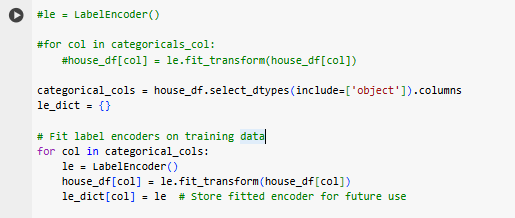 #le = LabelEncoder()
#for col in categoricals_col:
#house_df[col] = le.fit_transform(house_df[col])
categorical_cols = house_df.select_dtypes(include=['object']).columns
le_dict = {}
# Fit label encoders on training data
for col in categorical_cols:
le = LabelEncoder()
house_df[col] = le.fit_transform(house_df[col])
le_dict[col] = le  # Store fitted encoder for future use